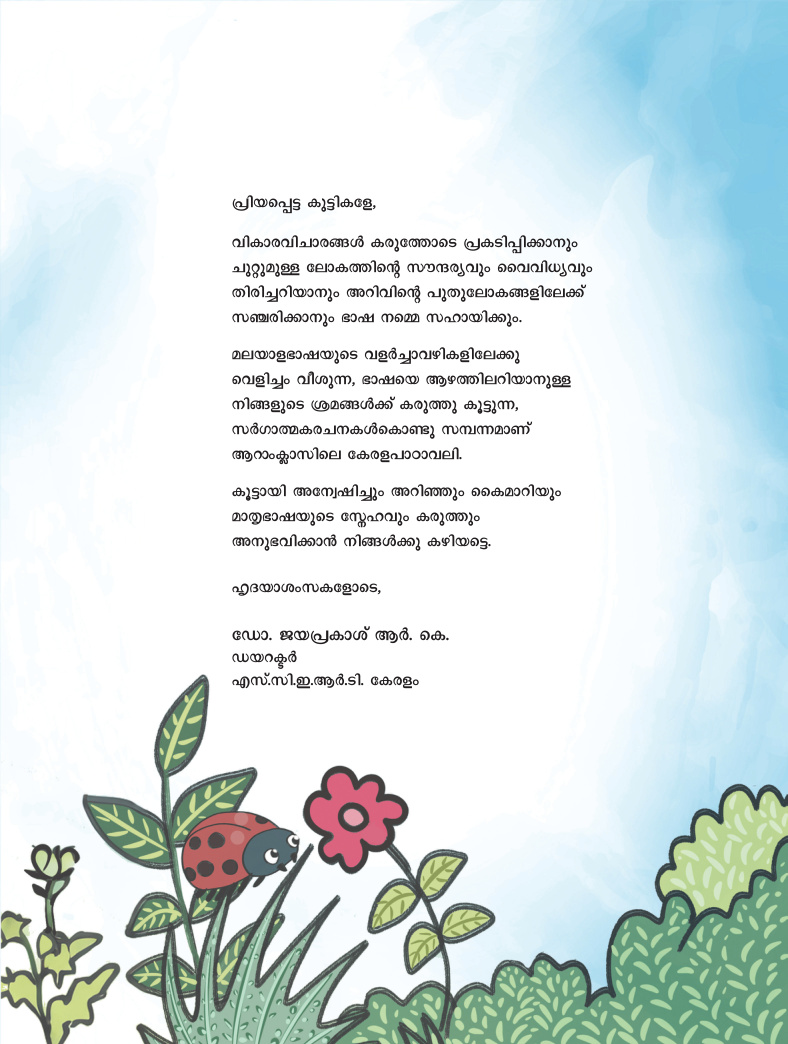 പ്രിയപ്പെട്ട കുട്ടികളേ,
വികാരവിചാരങ്ങൾ കരുത്തോടെ പ്രകടിപ്പിക്കാനും
ചുറ്റുമുള്ള ലോകത്തിന്റെ സൗന്ദര്യവും വൈവിധ്യവും
തിരിച്ചറിയാനും അറിവിന്റെ പുതുലോകങ്ങളിലേക്ക്
സഞ്ചരിക്കാനും ഭാഷ നമ്മെ സഹായിക്കും.
മലയാളഭാഷയുടെ വളർച്ചാവഴികളിലേക്കു
വെളിച്ചം വീശുന്ന, ഭാഷയെ ആഴത്തിലറിയാനുള്ള
നിങ്ങളുടെ ശ്രമങ്ങൾക്ക് കരുത്തു കൂട്ടുന്ന,
സർഗാത്മകരചനകൾകൊണ്ടു സമ്പന്നമാണ്
ആറാംക്ലാസിലെ കേരളപാഠാവലി.
കൂട്ടായി അന്വേഷിച്ചും അറിഞ്ഞും കൈമാറിയും
മാതൃഭാഷയുടെ സ്നേഹവും കരുത്തും
അനുഭവിക്കാൻ നിങ്ങൾക്കു കഴിയട്ടെ.
ഹൃദയാശംസകളോടെ,
ഡോ. ജയപ്രകാശ് ആർ. കെ.
ഡയറക്ടർ
എസ്.സി.ഇ.ആർ.ടി. കേരളം